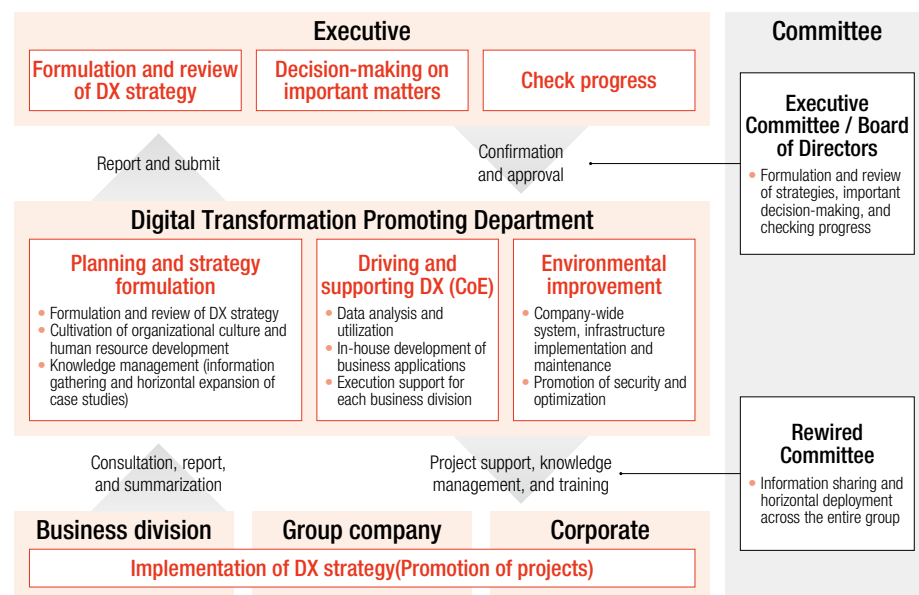 Executive
Formulation and review
of DX strategy
Decision-making on
important matters
Check progress
Report and submit
Confirmation
and approval
Digital Transformation Promoting Department
Planning and strategy
formulation
• Formulation and review of DX strategy
• Cultivation of organizational culture and
human resource development
• Knowledge management (information
gathering and horizontal expansion of
case studies)
Driving and
supporting DX (CoE)
• Data analysis and
utilization
• In-house development of
business applications
• Execution support for
each business division
Environmental
improvement
• Company-wide
system, infrastructure
implementation and
maintenance
• Promotion of security and
optimization
Consultation, report,
and summarization
Project support, knowledge
management, and training
Business division
Group company
Corporate
Implementation of DX strategy(Promotion of projects)
Committee
Executive
Committee / Board
of Directors
• Formulation and review
of strategies, important
decision-making, and
checking progress
Rewired
Committee
• Information sharing and
horizontal deployment
across the entire group